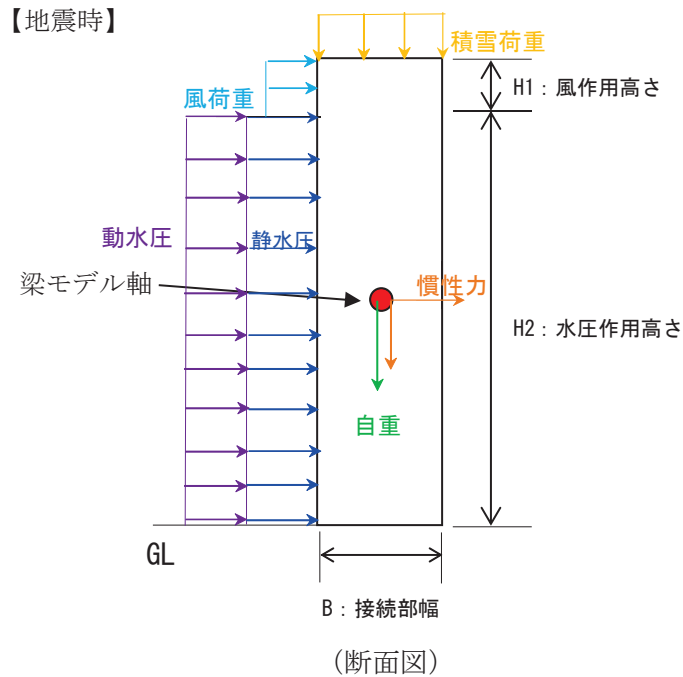 【地震時】
積雪荷重
H1：風作用高さ
風荷重
動水圧
静水圧
梁モデル軸
慣性力
H2：水圧作用高さ
自重
GL
B：接続部幅
(断面図)